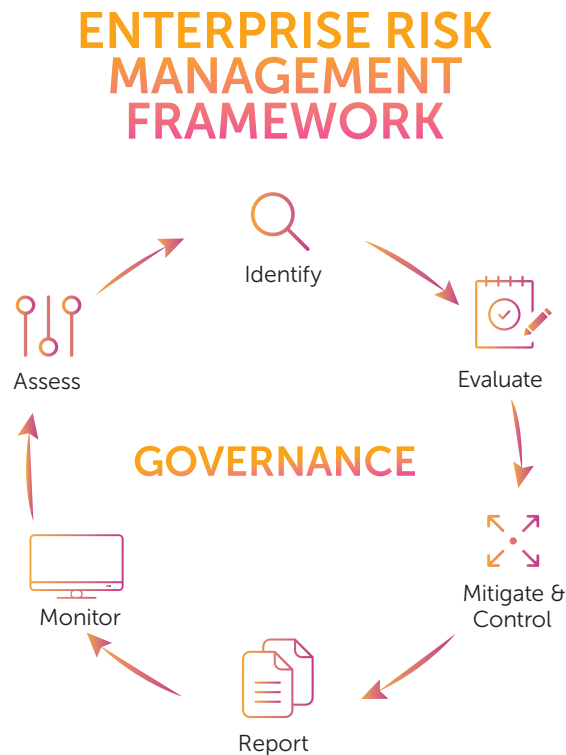 ENTERPRISE RISK
MANAGEMENT
FRAMEWORK
Identify
Evaluate
Assess
GOVERNANCE
Mitigate &
Control
Monitor
Report